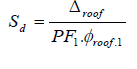 S_d = Δ_roof / PF_1.ϕ_roof.1